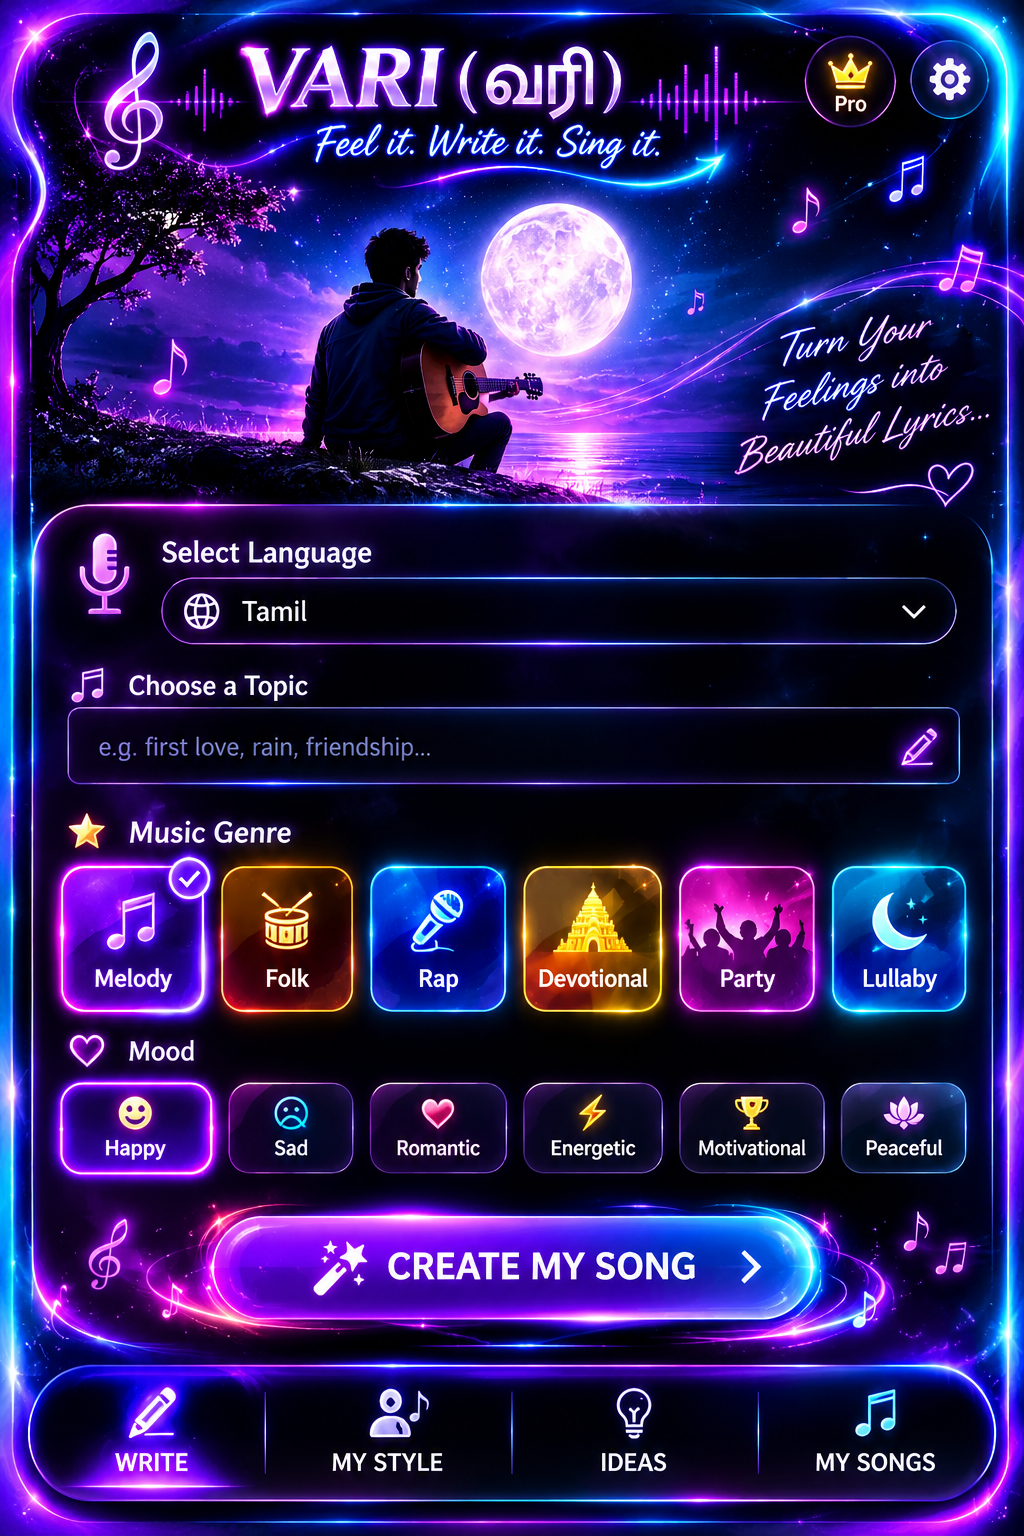 VARI (வரி)
Feel it. Write it. Sing it.
Pro
Turn Your
Feelings into
Beautiful Lyrics...
Select Language
Tamil
Choose a Topic
e.g. first love, rain, friendship...
Music Genre
Melody
Folk
Rap
Devotional
Party
Lullaby
Mood
Happy
Sad
Romantic
Energetic
Motivational
Peaceful
CREATE MY SONG
WRITE
MY STYLE
IDEAS
MY SONGS